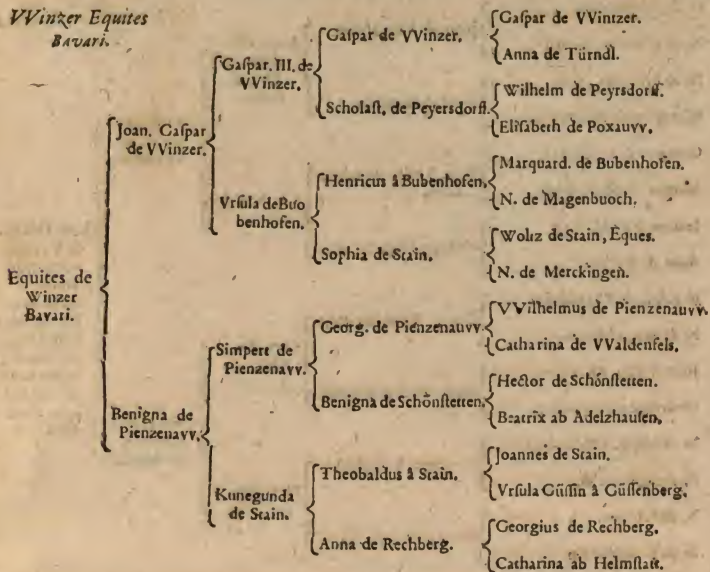 VVinzer Equites
Bavari.
Gaſpar de VVinzer.
Gaſpar de VVintzer.
Anna de Türndl.
Gaſpar. III. de
VVinzer.
Scholaſt. de Peyersdorff.
Wilhelm de Peyrsdorff.
Eliſabeth de Poxauvv.
Joan. Gaſpar
de VVinzer.
Vrſula de Buo
benhofen.
Henricus â Bubenhofen.
Marquard. de Bubenhofen.
N. de Magenbuoch.
Sophia de Stain.
Woltz de Stain, Eques.
N. de Merckingen.
Equites de
Winzer
Bavari.
Simpert de
Pienzenavv.
Georg. de Pienzenauvv.
VVilhelmus de Pienzenauvv.
Catharina de VValdenfels.
Benigna de Schönſtetten.
Hector de Schónſtetten.
Beatrix ab Adelzhauſen.
Benigna de
Pienzenavv.
Kunegunda
de Stain.
Theobaldus â Stain.
Joannes de Stain.
Vrſula Güſſin à Güſſenberg.
Anna de Rechberg.
Georgius de Rechberg.
Catharina ab Helmſtatt.